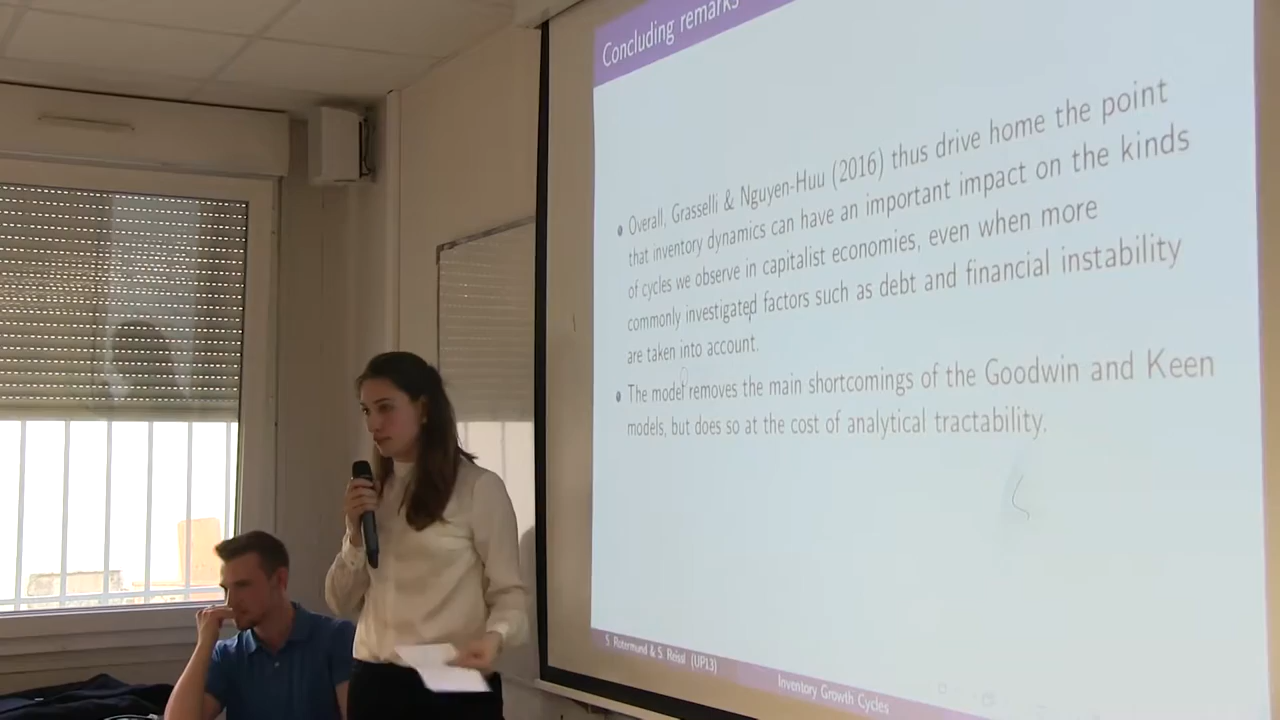 Concluding remarks
Overall, Grasselli & Nguyen-Huu (2016) thus drive home the point
that inventory dynamics can have an important impact on the kinds
of cycles we observe in capitalist economies, even when more
commonly investigated factors such as debt and financial instability
are taken into account.
The model removes the main shortcomings of the Goodwin and Keen
models, but does so at the cost of analytical tractability.
S. Rotermund & S. Reissl (UP13)
Inventory Growth Cycles